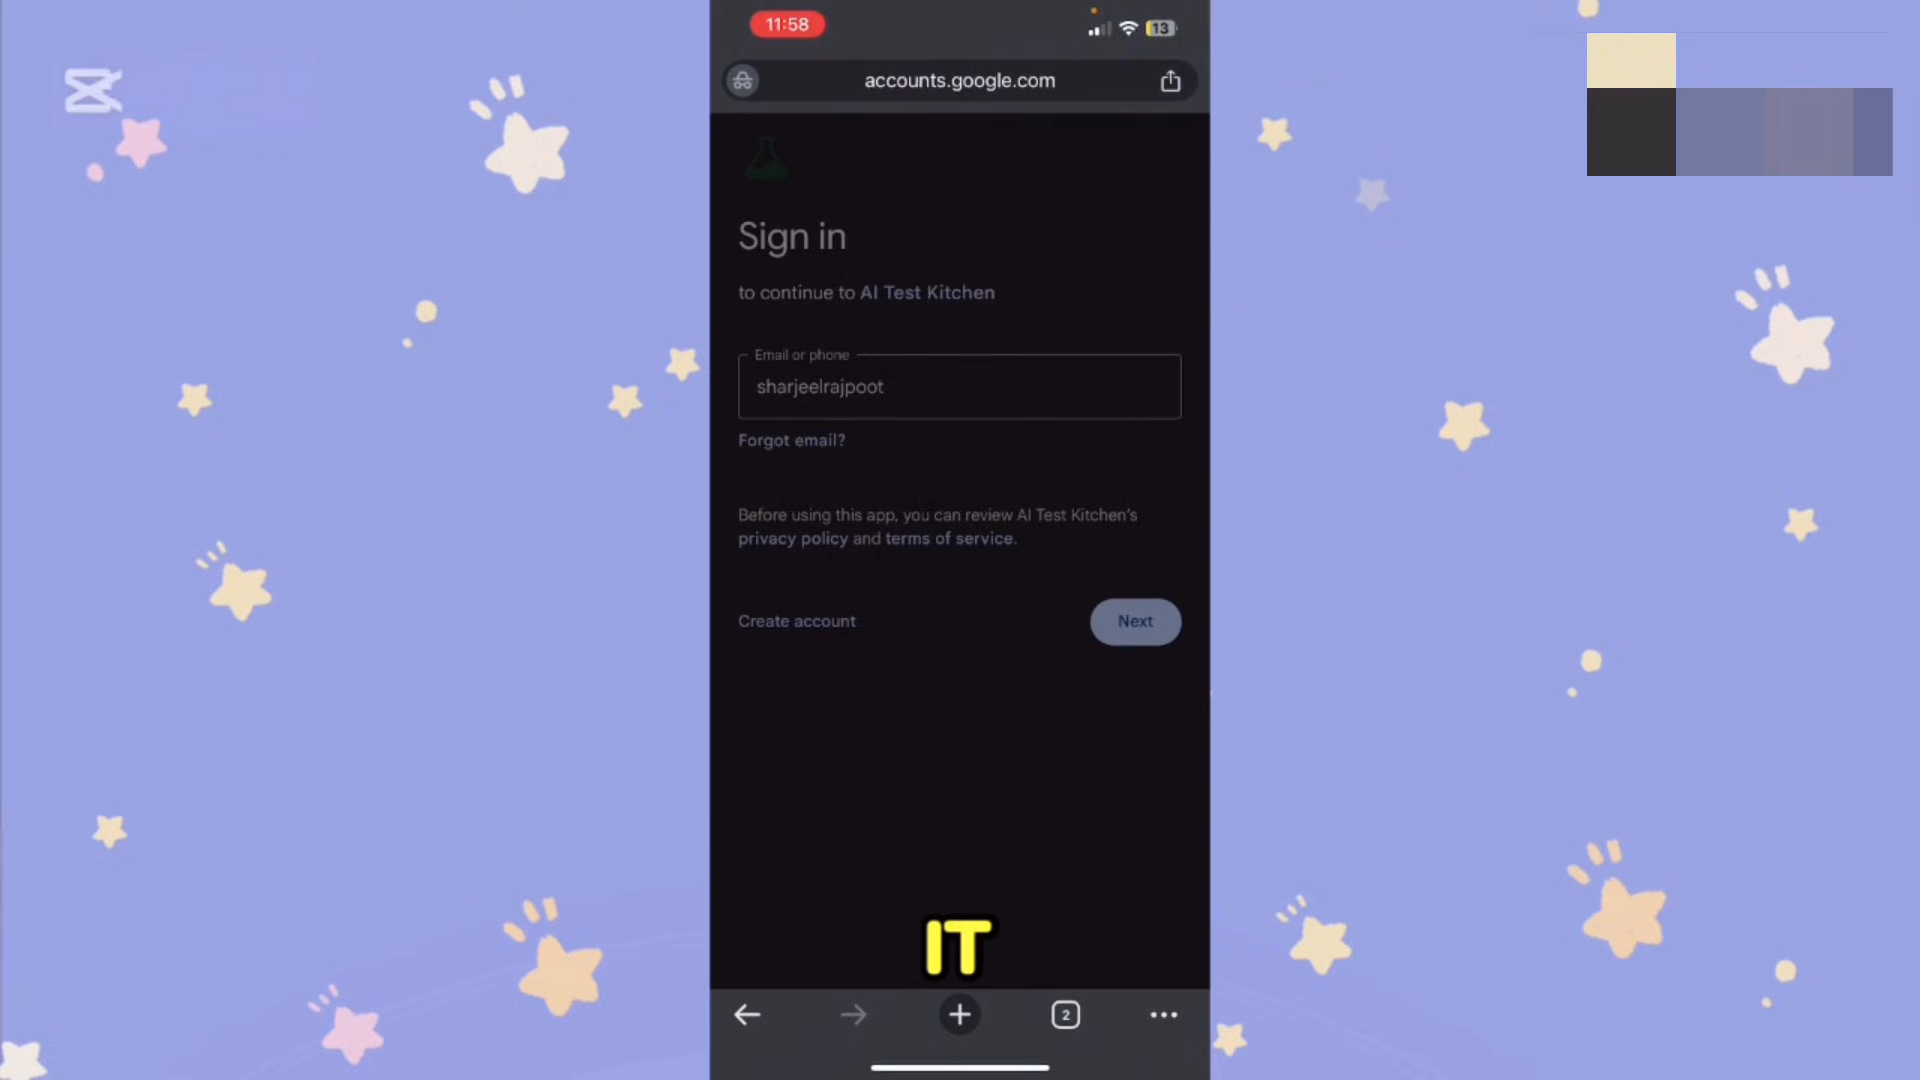 11:58
13
accounts.google.com
Sign in
to continue to AI Test Kitchen
Email or phone
sharjeelrajpoot
Forgot email?
Before using this app, you can review AI Test Kitchen's
privacy policy and terms of service.
Create account
Next
IT
2